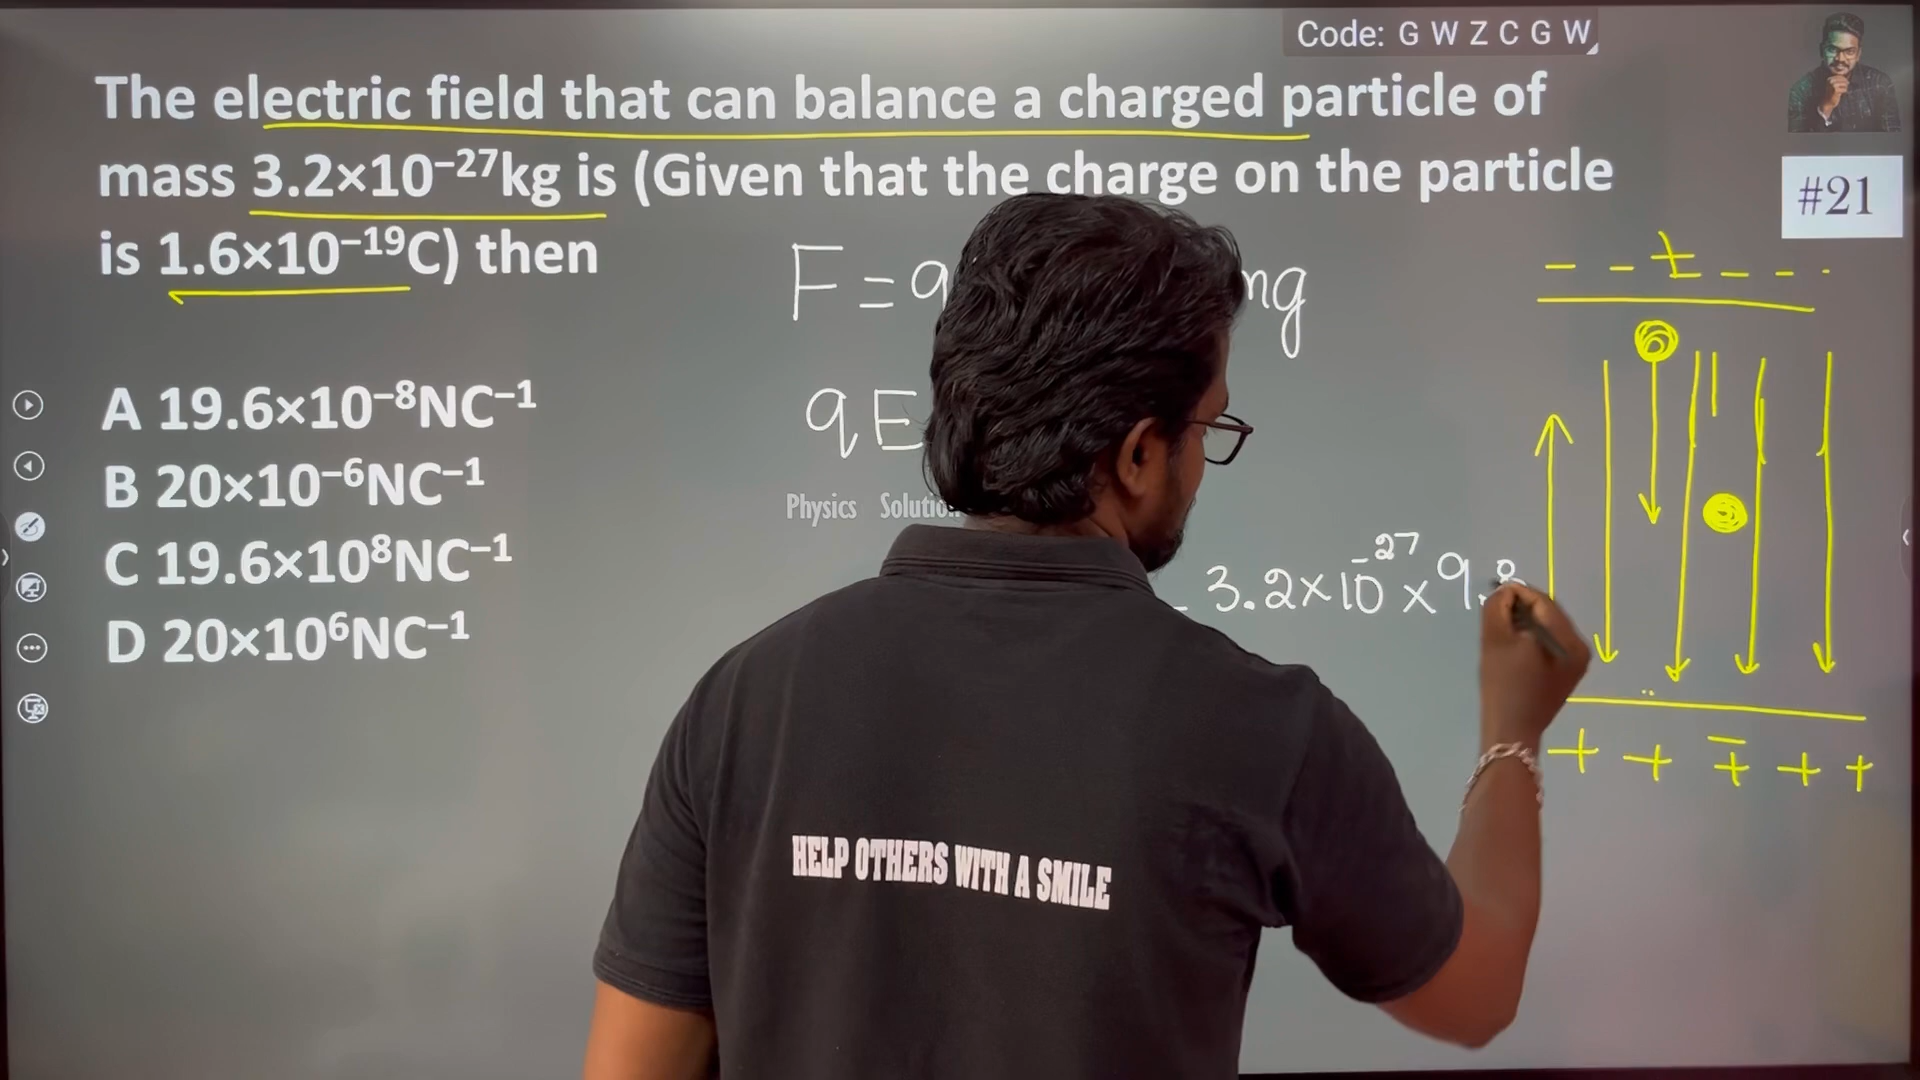 Code: G W Z C G W
The electric field that can balance a charged particle of
mass 3.2×10⁻²⁷kg is (Given that the charge on the particle
is 1.6×10⁻¹⁹C) then
#21
F = q
mg
A 19.6×10⁻⁸NC⁻¹
B 20×10⁻⁶NC⁻¹
C 19.6×10⁸NC⁻¹
D 20×10⁶NC⁻¹
qE
Physics
3.2×10⁻²⁷×9.8
- - + - - -
+ + ∓ + +
HELP OTHERS WITH A SMILE